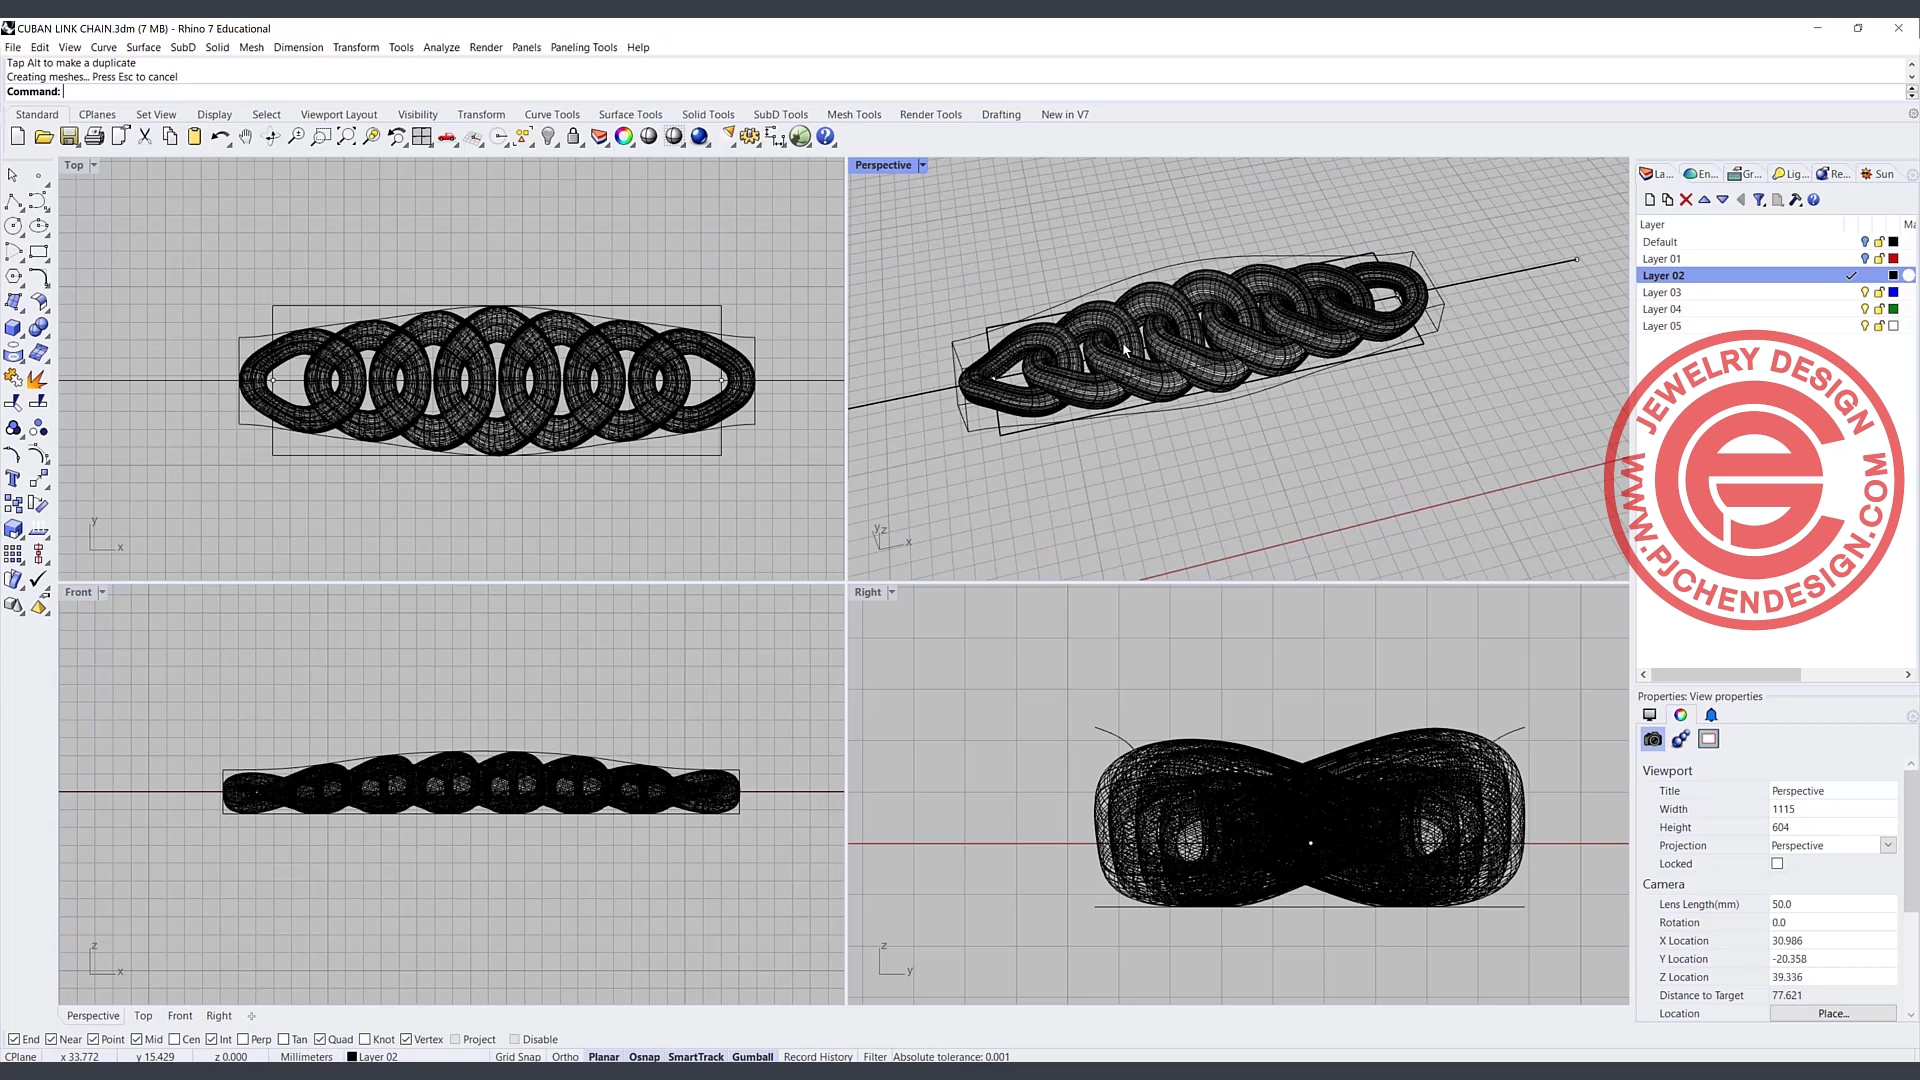 CUBAN LINK CHAIN.3dm (7 MB) - Rhino 7 Educational
File Edit View Curve Surface SubD Solid Mesh Dimension Transform Tools Analyze Render Panels Paneling Tools Help
Tap Alt to make a duplicate
Creating meshes... Press Esc to cancel
Command:
Standard CPlanes Set View Display Select Viewport Layout Visibility Transform Curve Tools Surface Tools Solid Tools SubD Tools Mesh Tools Render Tools Drafting New in V7
Top
Perspective
La... En... Gr... Lig... Re... Sun
Layer Ma
Default
Layer 01
Layer 02
Layer 03
Layer 04
Layer 05
JEWELRY DESIGN
WWW.PJCHENDESIGN.COM
y
x
y z
x
Front
Right
Properties: View properties
Viewport
Title Perspective
Width 1115
Height 604
Projection Perspective
Locked
Camera
Lens Length(mm) 50.0
Rotation 0.0
X Location 30.986
Y Location -20.358
Z Location 39.336
Distance to Target 77.621
Location Place...
z
x
z
y
Perspective Top Front Right
End Near Point Mid Cen Int Perp Tan Quad Knot Vertex Project Disable
CPlane x 33.772 y 15.429 z 0.000 Millimeters Layer 02 Grid Snap Ortho Planar Osnap SmartTrack Gumball Record History Filter Absolute tolerance: 0.001